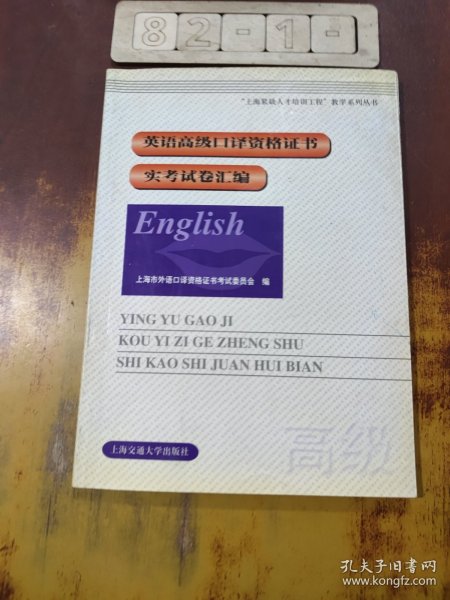 82-1-
"上海紧缺人才培训工程"教学系列丛书
英语高级口译资格证书
实考试卷汇编
English
上海市外语口译资格证书考试委员会 编
YING YU GAO JI
KOU YI ZI GE ZHENG SHU
SHI KAO SHI JUAN HUI BIAN
高级
上海交通大学出版社
孔夫子旧书网
www.kongfz.com